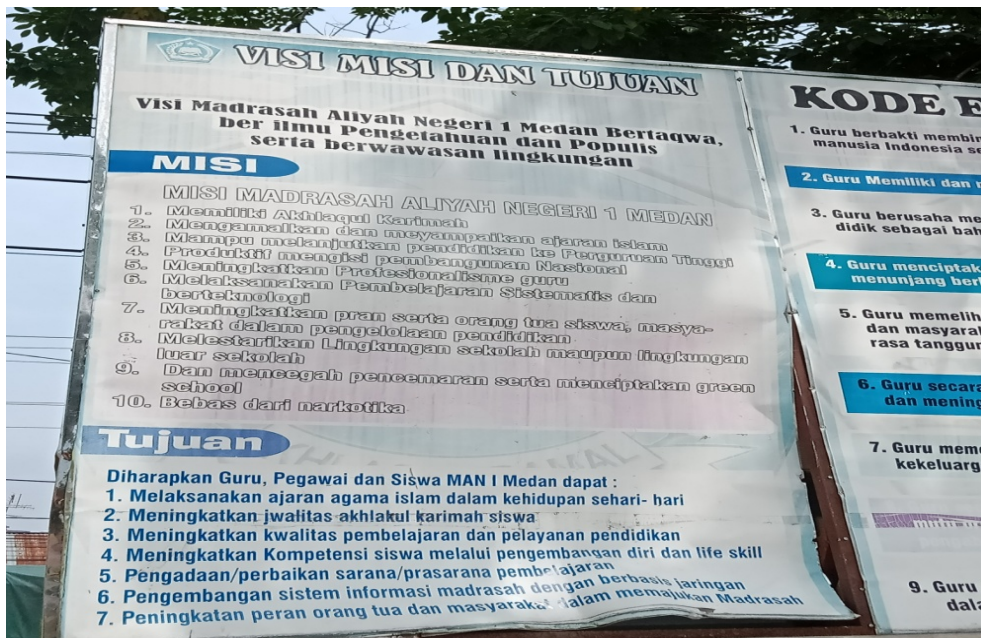 VISI MISI DAN TUJUAN
Visi Madrasah Aliyah Negeri 1 Medan Bertaqwa,
ber ilmu Pengetahuan dan Populis
serta berwawasan lingkungan
MISI
MISI MADRASAH ALIYAH NEGERI 1 MEDAN
1. Memiliki Akhlaqul Karimah
2. Mengamalkan dan meyampaikan ajaran islam
3. Mampu melanjutkan pendidikan ke Perguruan Tinggi
4. Produktif mengisi pembangunan Nasional
5. Meningkatkan Profesionalisme guru
6. Melaksanakan Pembelajaran Sistematis dan
berteknologi
7. Meningkatkan pran serta orang tua siswa, masya-
rakat dalam pengelolaan pendidikan
8. Melestarikan Lingkungan sekolah maupun lingkungan
luar sekolah
9. Dan mencegah pencemaran serta menciptakan green
school
10. Bebas dari narkotika
Tujuan
Diharapkan Guru, Pegawai dan Siswa MAN I Medan dapat :
1. Melaksanakan ajaran agama islam dalam kehidupan sehari- hari
2. Meningkatkan jwalitas akhlakul karimah siswa
3. Meningkatkan kwalitas pembelajaran dan pelayanan pendidikan
4. Meningkatkan Kompetensi siswa melalui pengembangan diri dan life skill
5. Pengadaan/perbaikan sarana/prasarana pembelajaran
6. Pengembangan sistem informasi madrasah dengan berbasis jaringan
7. Peningkatan peran orang tua dan masyarakat dalam memajukan Madrasah
KODE E
1. Guru berbakti membin
manusia Indonesia se
2. Guru Memiliki dan
3. Guru berusaha me
didik sebagai bah
4. Guru menciptak
menunjang ber
5. Guru memelih
dan masyaral
rasa tanggun
6. Guru secara
dan mening
7. Guru mem
kekeluarg
9. Guru
dala